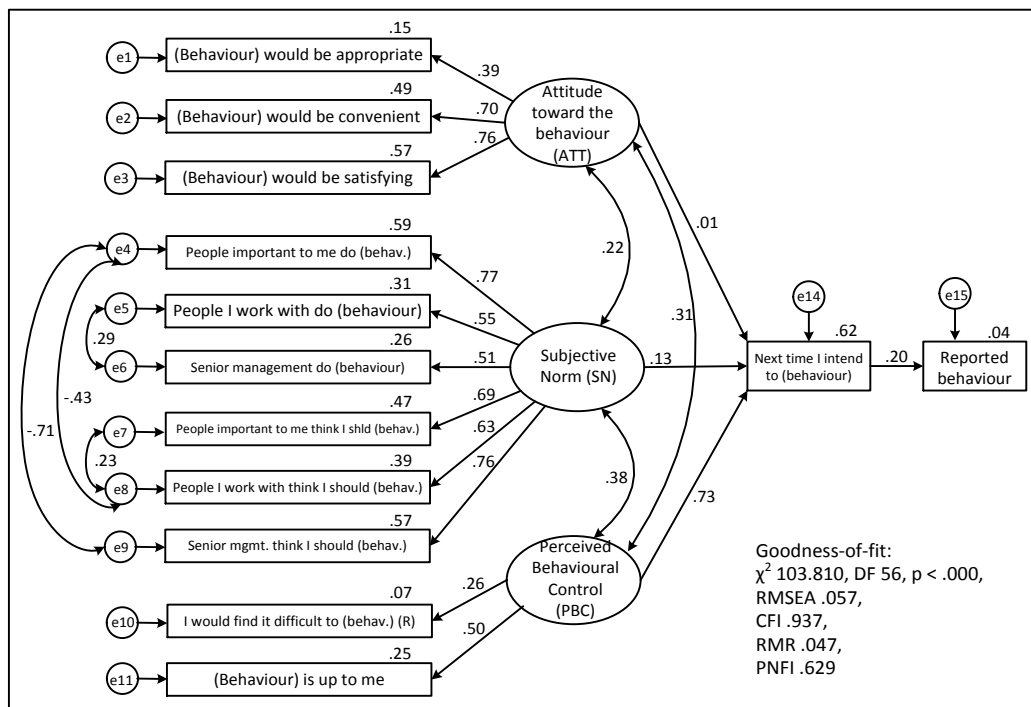 .15
e1
(Behaviour) would be appropriate
.39
.49
e2
(Behaviour) would be convenient
.70
.57
e3
(Behaviour) would be satisfying
.76
Attitude
toward the
behaviour
(ATT)
.59
e4
People important to me do (behav.)
.77
.31
e5
People I work with do (behaviour)
.55
.29
.26
e6
Senior management do (behaviour)
.51
-.43
-.71
.47
e7
People important to me think I shld (behav.)
.69
.23
.39
e8
People I work with think I should (behav.)
.63
.57
e9
Senior mgmt. think I should (behav.)
.76
Subjective
Norm (SN)
.22
.31
.38
.01
.13
.73
.07
e10
I would find it difficult to (behav.) (R)
.26
.25
e11
(Behaviour) is up to me
.50
Perceived
Behavioural
Control
(PBC)
e14
.62
Next time I intend
to (behaviour)
.20
e15
.04
Reported
behaviour
Goodness-of-fit:
χ² 103.810, DF 56, p < .000,
RMSEA .057,
CFI .937,
RMR .047,
PNFI .629